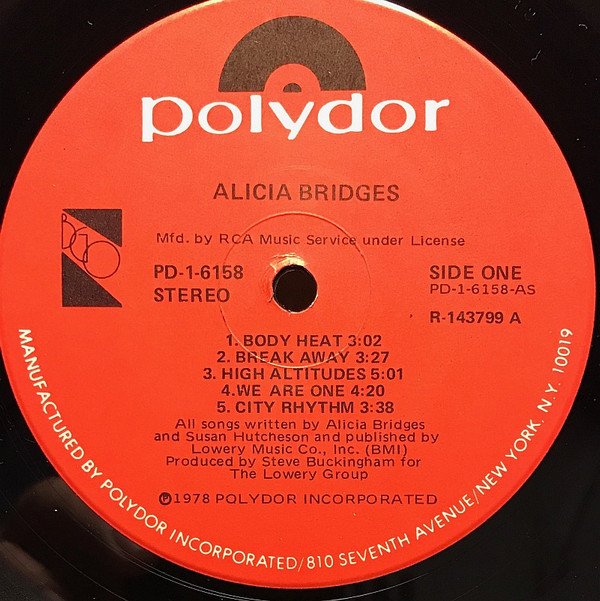 polydor
ALICIA BRIDGES
Mfd. by RCA Music Service under License
PD-1-6158
STEREO
SIDE ONE
PD-1-6158-AS
R-143799 A
1. BODY HEAT 3:02
2. BREAK AWAY 3:27
3. HIGH ALTITUDES 5:01
4.WE ARE ONE 4:20
5. CITY RHYTHM 3:38
All songs written by Alicia Bridges
and Susan Hutcheson and published by
Lowery Music Co., Inc. (BMI)
Produced by Steve Buckingham for
The Lowery Group
℗1978 POLYDOR INCORPORATED
MANUFACTURED BY POLYDOR INCORPORATED/810 SEVENTH AVENUE/NEW YORK, N.Y. 10019